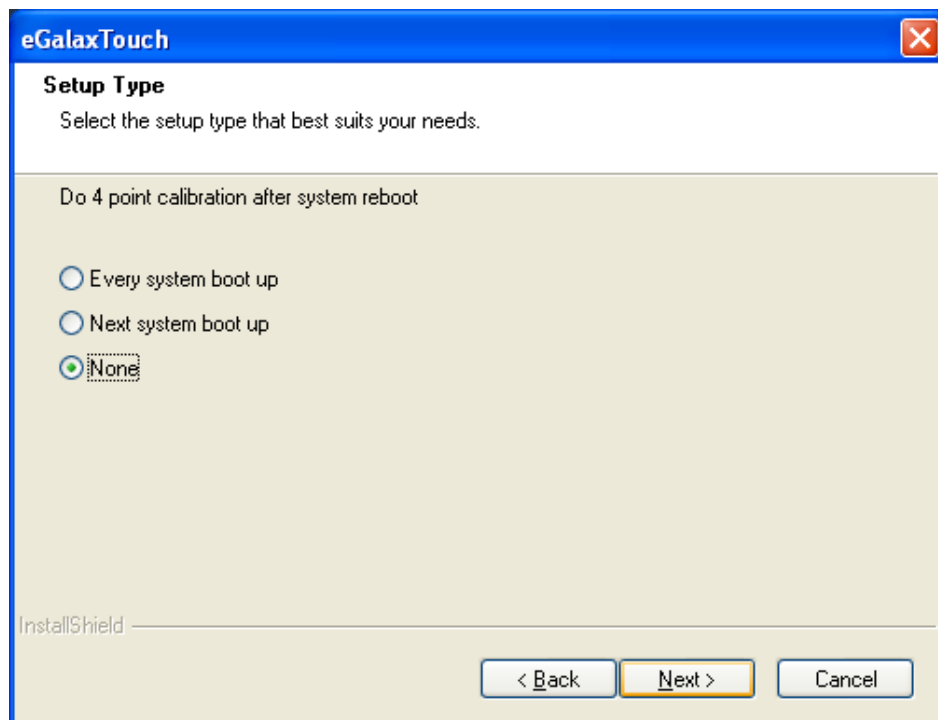 eGalaxTouch
Setup Type
Select the setup type that best suits your needs.
Do 4 point calibration after system reboot
Every system boot up
Next system boot up
None
InstallShield
< Back Next > Cancel